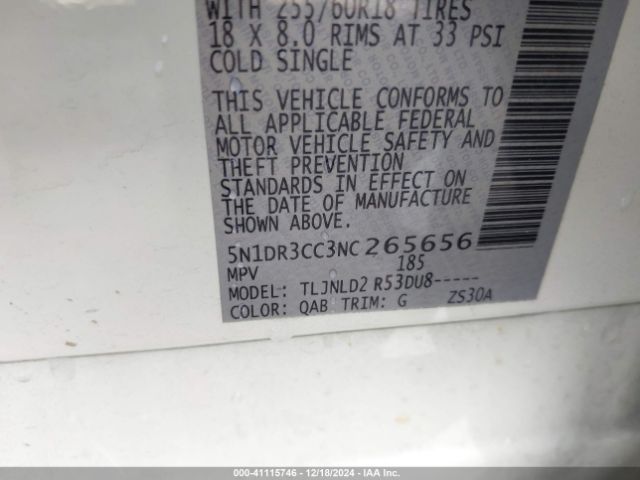 WITH 255/60R18 TIRES
18 X 8.0 RIMS AT 33 PSI
COLD SINGLE
THIS VEHICLE CONFORMS TO
ALL APPLICABLE FEDERAL
MOTOR VEHICLE SAFETY AND
THEFT PREVENTION
STANDARDS IN EFFECT ON
THE DATE OF MANUFACTURE
SHOWN ABOVE.
5N1DR3CC3NC265656
MPV 185
MODEL: TLJNLD2 R53DU8-----
COLOR: QAB TRIM: G ZS30A
000-41115746 - 12/18/2024 - IAA Inc.